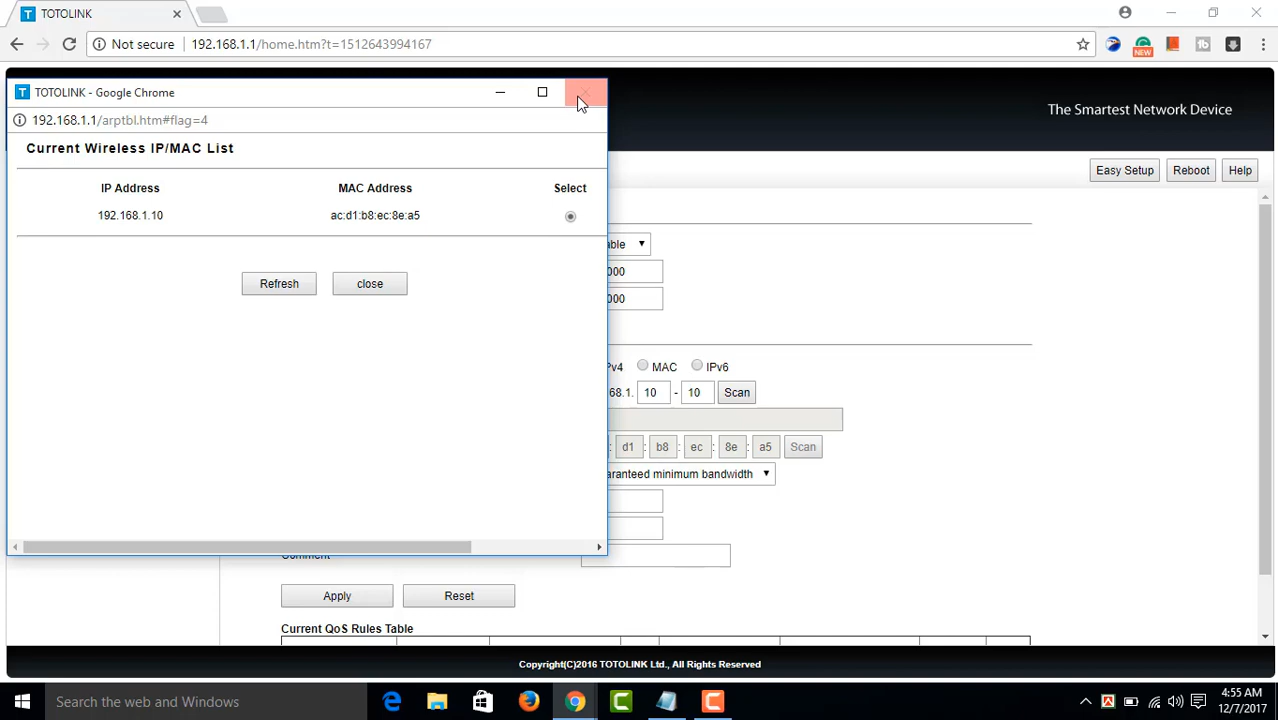 TOTOLINK
Not secure 192.168.1.1/home.htm?t=1512643994167
NEW
TOTOLINK - Google Chrome
192.168.1.1/arptbl.htm#flag=4
The Smartest Network Device
Current Wireless IP/MAC List
Easy Setup Reboot Help
IP Address MAC Address Select
192.168.1.10 ac:d1:b8:ec:8e:a5
able
000
Refresh close
000
Pv4 MAC IPv6
68.1. 10 - 10 Scan
: d1 : b8 : ec : 8e : a5 Scan
aranteed minimum bandwidth
Comment
Apply Reset
Current QoS Rules Table
Copyright(C)2016 TOTOLINK Ltd., All Rights Reserved
Search the web and Windows
4:55 AM
12/7/2017